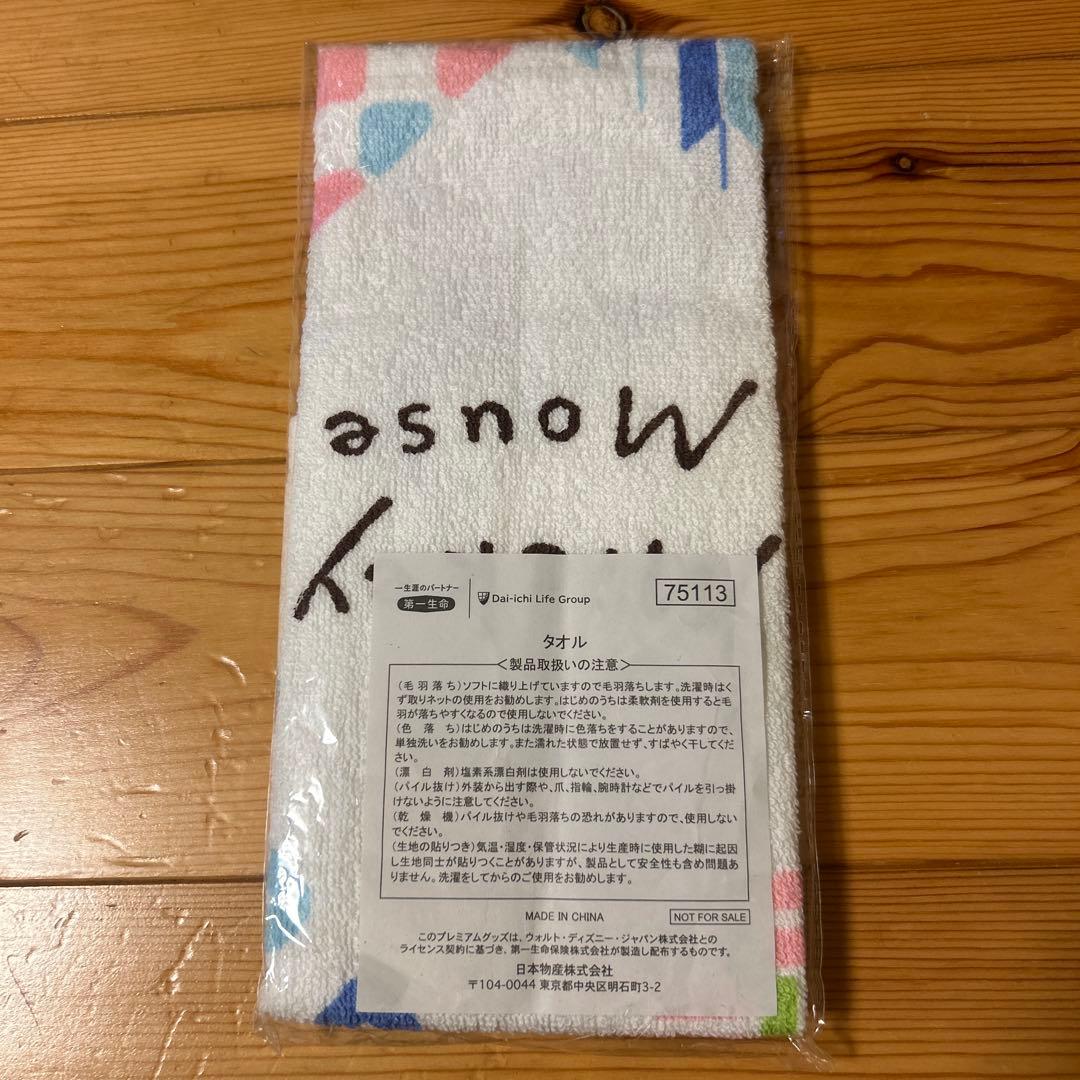 Mouse
一生涯のパートナー
第一生命
Dai-ichi Life Group
75113
タオル
<製品取扱いの注意>
(毛羽落ち)ソフトに織り上げていますので毛羽落ちします。洗濯時はく
ず取りネットの使用をお勧めします。はじめのうちは柔軟剤を使用すると毛
羽が落ちやすくなるので使用しないでください。
(色落ち)はじめのうちは洗濯時に色落ちをすることがありますので、
単独洗いをお勧めします。また濡れた状態で放置せず、すばやく干してくだ
さい。
(漂白剤)塩素系漂白剤は使用しないでください。
(パイル抜け)外装から出す際や、爪、指輪、腕時計などでパイルを引っ掛
けないように注意してください。
(乾燥機)パイル抜けや毛羽落ちの恐れがありますので、使用しない
でください。
(生地の貼りつき)気温・湿度・保管状況により生産時に使用した糊に起因
し生地同士が貼りつくことがありますが、製品として安全性も含め問題あ
りません。洗濯をしてからのご使用をお勧めします。
MADE IN CHINA
NOT FOR SALE
このプレミアムグッズは、ウォルト・ディズニー・ジャパン株式会社との
ライセンス契約に基づき、第一生命保険株式会社が製造し配布するものです。
日本物産株式会社
〒104-0044 東京都中央区明石町3-2